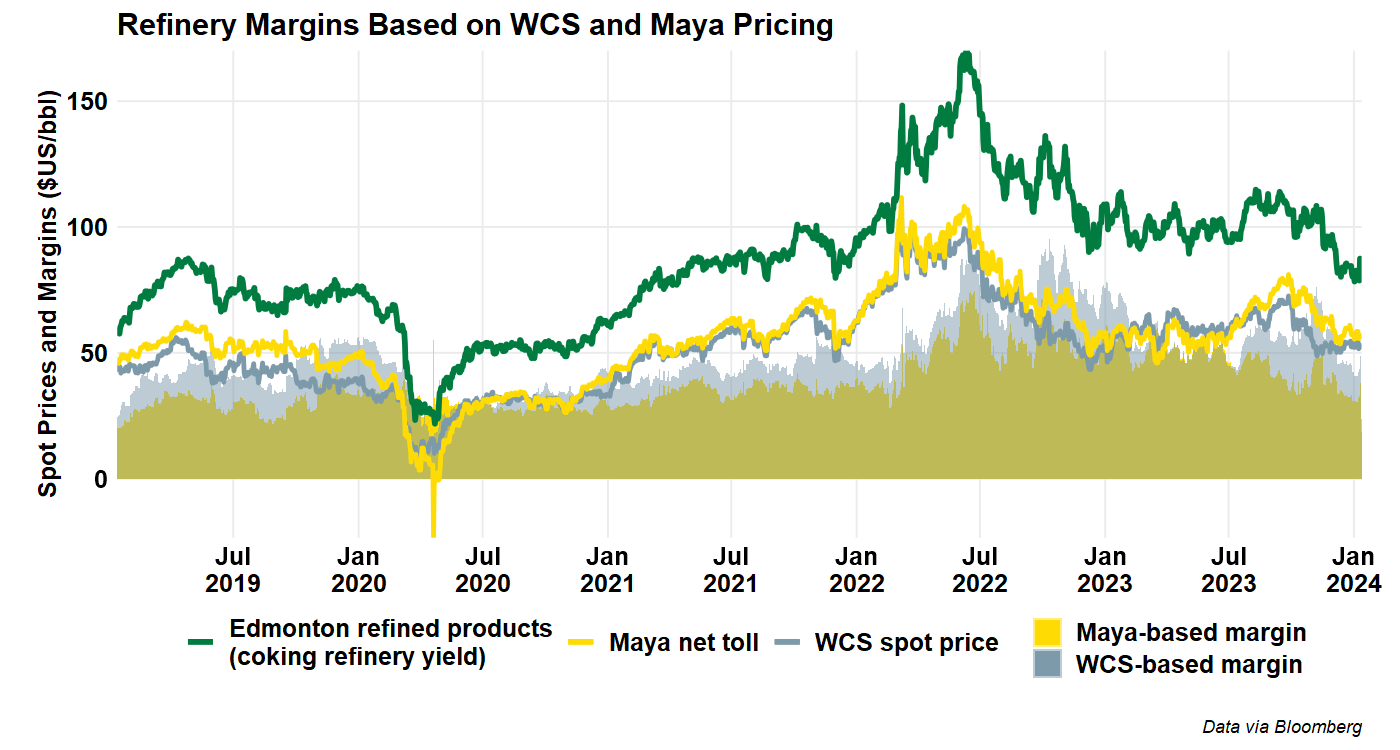 Refinery Margins Based on WCS and Maya Pricing
Spot Prices and Margins ($US/bbl)
150
100
50
0
Jul
2019
Jan
2020
Jul
2020
Jan
2021
Jul
2021
Jan
2022
Jul
2022
Jan
2023
Jul
2023
Jan
2024
Edmonton refined products
(coking refinery yield)
Maya net toll
WCS spot price
Maya-based margin
WCS-based margin
Data via Bloomberg